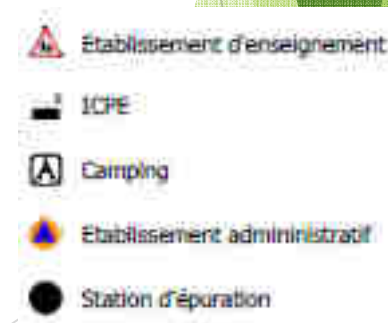 Etablissement d'enseignement
ICPE
Camping
Etablissement admininistratif
Station d'épuration